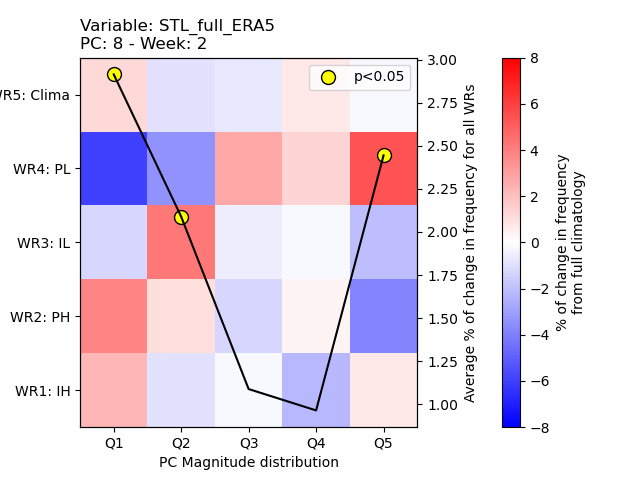 Variable: STL_full_ERA5
PC: 8 - Week: 2
p<0.05
WR5: Clima
WR4: PL
WR3: IL
WR2: PH
WR1: IH
Q1 Q2 Q3 Q4 Q5
PC Magnitude distribution
3.00
2.75
2.50
2.25
2.00
1.75
1.50
1.25
1.00
Average % of change in frequency for all WRs
8
6
4
2
0
−2
−4
−6
−8
% of change in frequency
from full climatology